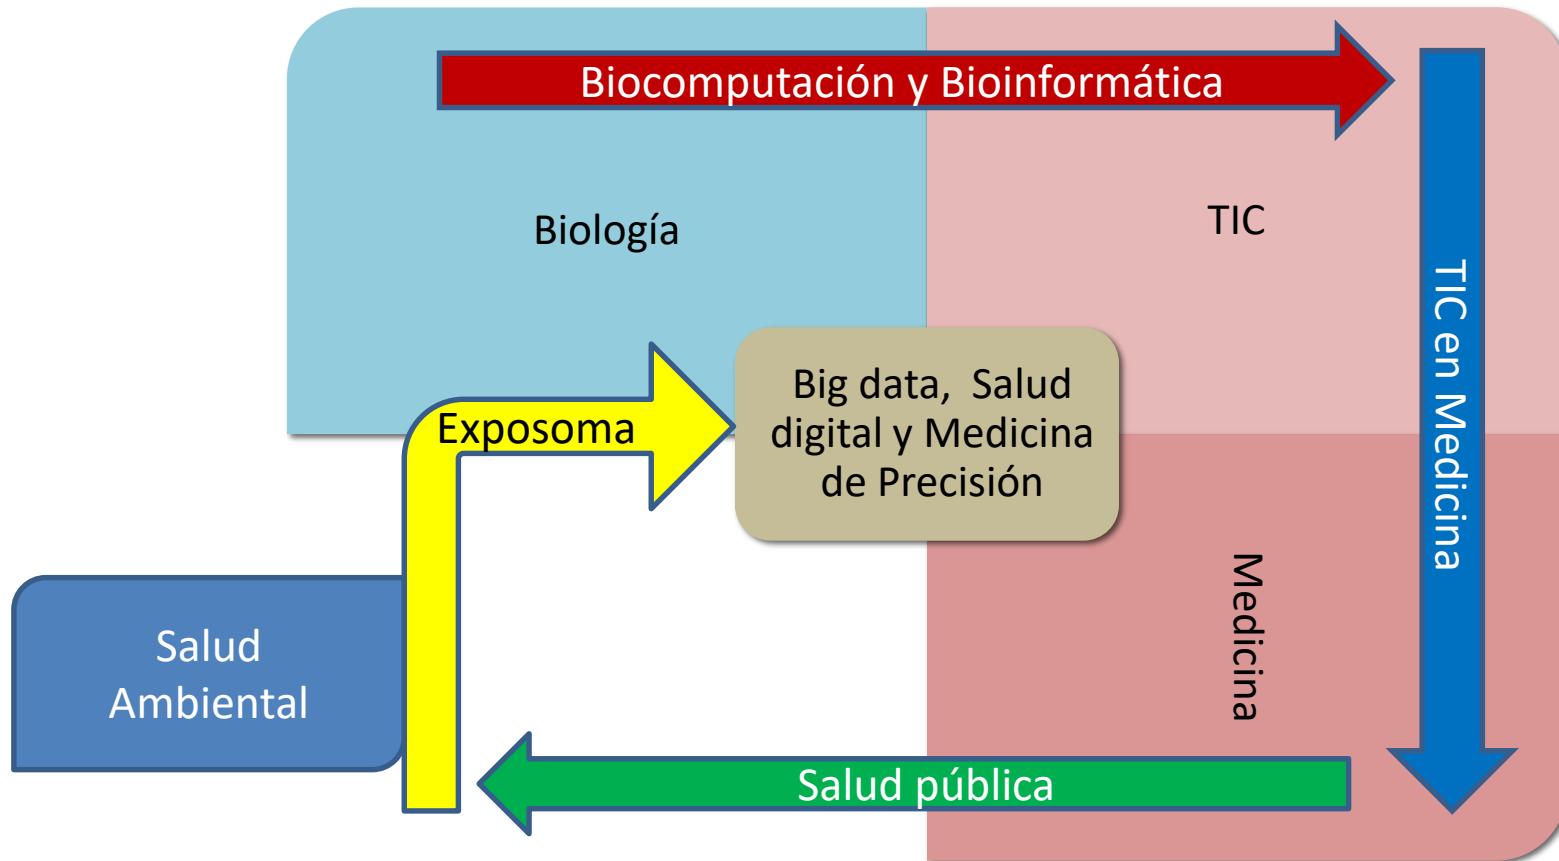 Biocomputación y Bioinformática
Biología
TIC
TIC en Medicina
Big data, Salud
digital y Medicina
de Precisión
Exposoma
Medicina
Salud
Ambiental
Salud pública